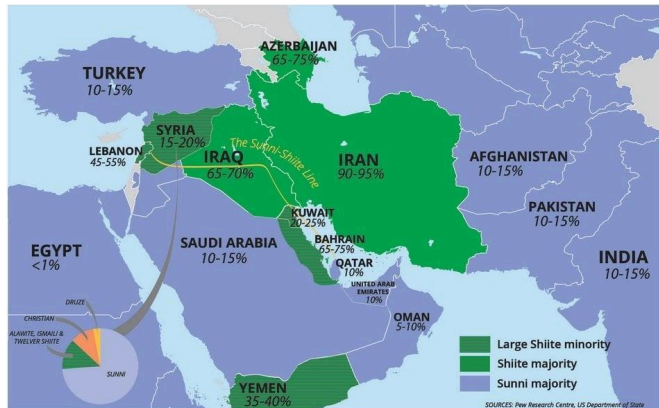 AZERBAIJAN
65-75%
TURKEY
10-15%
SYRIA
15-20%
LEBANON
45-55%
The Sunni-Shiite Line
IRAQ
65-70%
IRAN
90-95%
AFGHANISTAN
10-15%
PAKISTAN
10-15%
KUWAIT
20-25%
BAHRAIN
65-75%
QATAR
10%
UNITED ARAB
EMIRATES
10%
SAUDI ARABIA
10-15%
EGYPT
<1%
INDIA
10-15%
OMAN
5-10%
YEMEN
35-40%
DRUZE
CHRISTIAN
ALAWITE, ISMAILI &
TWELVER SHIITE
SUNNI
Large Shiite minority
Shiite majority
Sunni majority
SOURCES: Pew Research Centre, US Department of State